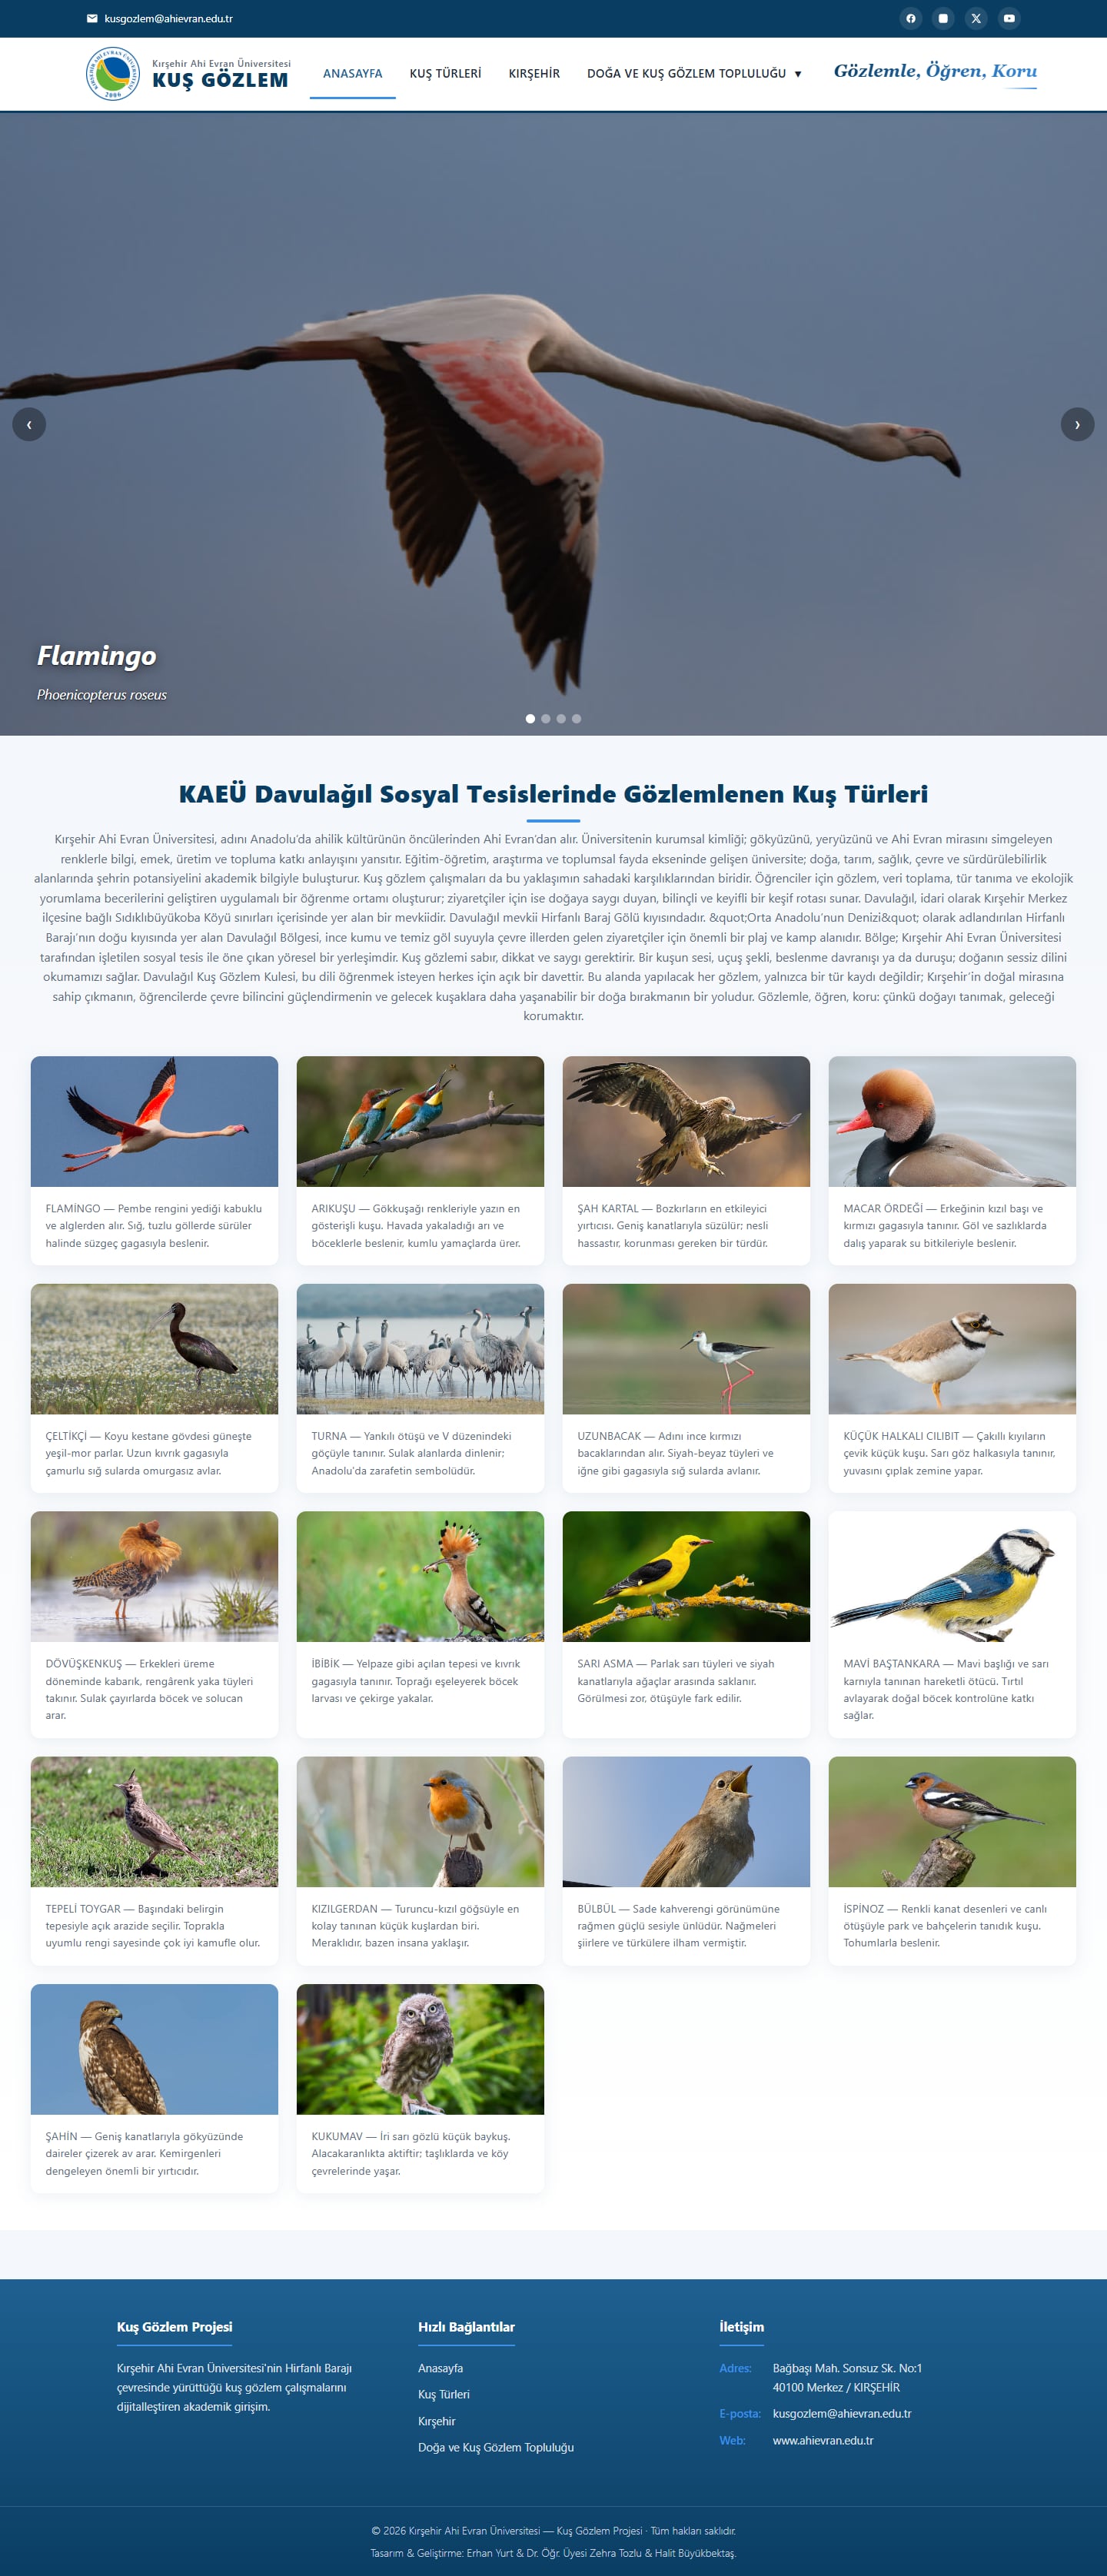 kusgozlem@ahievran.edu.tr
Kırşehir Ahi Evran Üniversitesi
KUŞ GÖZLEM
ANASAYFA
KUŞ TÜRLERİ
KIRŞEHİR
DOĞA VE KUŞ GÖZLEM TOPLULUĞU ▼
Gözlemle, Öğren, Koru
Flamingo
Phoenicopterus roseus
KAEÜ Davulağıl Sosyal Tesislerinde Gözlemlenen Kuş Türleri
Kırşehir Ahi Evran Üniversitesi, adını Anadolu'da ahilik kültürünün öncülerinden Ahi Evran'dan alır. Üniversitenin kurumsal kimliği; gökyüzünü, yeryüzünü ve Ahi Evran mirasını simgeleyen
renklerle bilgi, emek, üretim ve topluma katkı anlayışını yansıtır. Eğitim-öğretim, araştırma ve toplumsal fayda ekseninde gelişen üniversite; doğa, tarım, sağlık, çevre ve sürdürülebilirlik
alanlarında şehrin potansiyelini akademik bilgiyle buluşturur. Kuş gözlem çalışmaları da bu yaklaşımın sahadaki karşılıklarından biridir. Öğrenciler için gözlem, veri toplama, tür tanıma ve ekolojik
yorumlama becerilerini geliştiren uygulamalı bir öğrenme ortamı oluşturur; ziyaretçiler için ise doğaya saygı duyan, bilinçli ve keyifli bir keşif rotası sunar. Davulağıl, idari olarak Kırşehir Merkez
ilçesine bağlı Sıdıklıbüyükoba Köyü sınırları içerisinde yer alan bir mevkiidir. Davulağıl mevkii Hirfanlı Baraj Gölü kıyısındadır. &quot;Orta Anadolu'nun Denizi&quot; olarak adlandırılan Hirfanlı
Barajı'nın doğu kıyısında yer alan Davulağıl Bölgesi, ince kumu ve temiz göl suyuyla çevre illerden gelen ziyaretçiler için önemli bir plaj ve kamp alanıdır. Bölge; Kırşehir Ahi Evran Üniversitesi
tarafından işletilen sosyal tesis ile öne çıkan yöresel bir yerleşimdir. Kuş gözlemi sabır, dikkat ve saygı gerektirir. Bir kuşun sesi, uçuş şekli, beslenme davranışı ya da duruşu; doğanın sessiz dilini
okumamızı sağlar. Davulağıl Kuş Gözlem Kulesi, bu dili öğrenmek isteyen herkes için açık bir davettir. Bu alanda yapılacak her gözlem, yalnızca bir tür kaydı değildir; Kırşehir'in doğal mirasına
sahip çıkmanın, öğrencilerde çevre bilincini güçlendirmenin ve gelecek kuşaklara daha yaşanabilir bir doğa bırakmanın bir yoludur. Gözlemle, öğren, koru: çünkü doğayı tanımak, geleceği
korumaktır.
FLAMİNGO — Pembe rengini yediği kabuklu
ve alglerden alır. Sığ, tuzlu göllerde sürüler
halinde süzgeç gagasıyla beslenir.
ARIKUŞU — Gökkuşağı renkleriyle yazın en
gösterişli kuşu. Havada yakaladığı arı ve
böceklerle beslenir, kumlu yamaçlarda ürer.
ŞAH KARTAL — Bozkırların en etkileyici
yırtıcısı. Geniş kanatlarıyla süzülür; nesli
hassastır, korunması gereken bir türdür.
MACAR ÖRDEĞİ — Erkeğinin kızıl başı ve
kırmızı gagasıyla tanınır. Göl ve sazlıklarda
dalış yaparak su bitkileriyle beslenir.
ÇELTİKÇİ — Koyu kestane gövdesi güneşte
yeşil-mor parlar. Uzun kıvrık gagasıyla
çamurlu sığ sularda omurgasız avlar.
TURNA — Yankılı ötüşü ve V düzenindeki
göçüyle tanınır. Sulak alanlarda dinlenir;
Anadolu'da zarafetin sembolüdür.
UZUNBACAK — Adını ince kırmızı
bacaklarından alır. Siyah-beyaz tüyleri ve
iğne gibi gagasıyla sığ sularda avlanır.
KÜÇÜK HALKALI CILIBIT — Çakıllı kıyıların
çevik küçük kuşu. Sarı göz halkasıyla tanınır,
yuvasını çıplak zemine yapar.
DÖVÜŞKENKUŞ — Erkekleri üreme
döneminde kabarık, rengârenk yaka tüyleri
takınır. Sulak çayırlarda böcek ve solucan
arar.
İBİBİK — Yelpaze gibi açılan tepesi ve kıvrık
gagasıyla tanınır. Toprağı eşeleyerek böcek
larvası ve çekirge yakalar.
SARI ASMA — Parlak sarı tüyleri ve siyah
kanatlarıyla ağaçlar arasında saklanır.
Görülmesi zor, ötüşüyle fark edilir.
MAVİ BAŞTANKARA — Mavi başlığı ve sarı
karnıyla tanınan hareketli ötücü. Tırtıl
avlayarak doğal böcek kontrolüne katkı
sağlar.
TEPELİ TOYGAR — Başındaki belirgin
tepesiyle açık arazide seçilir. Toprakla
uyumlu rengi sayesinde çok iyi kamufle olur.
KIZILGERDAN — Turuncu-kızıl göğsüyle en
kolay tanınan küçük kuşlardan biri.
Meraklıdır, bazen insana yaklaşır.
BÜLBÜL — Sade kahverengi görünümüne
rağmen güçlü sesiyle ünlüdür. Nağmeleri
şiirlere ve türkülere ilham vermiştir.
İSPİNOZ — Renkli kanat desenleri ve canlı
ötüşüyle park ve bahçelerin tanıdık kuşu.
Tohumlarla beslenir.
ŞAHİN — Geniş kanatlarıyla gökyüzünde
daireler çizerek av arar. Kemirgenleri
dengeleyen önemli bir yırtıcıdır.
KUKUMAV — İri sarı gözlü küçük baykuş.
Alacakaranlıkta aktiftir; taşlıklarda ve köy
çevrelerinde yaşar.
Kuş Gözlem Projesi
Kırşehir Ahi Evran Üniversitesi'nin Hirfanlı Barajı
çevresinde yürüttüğü kuş gözlem çalışmalarını
dijitalleştiren akademik girişim.
Hızlı Bağlantılar
Anasayfa
Kuş Türleri
Kırşehir
Doğa ve Kuş Gözlem Topluluğu
İletişim
Adres: Bağbaşı Mah. Sonsuz Sk. No:1
40100 Merkez / KIRŞEHİR
E-posta: kusgozlem@ahievran.edu.tr
Web: www.ahievran.edu.tr
© 2026 Kırşehir Ahi Evran Üniversitesi — Kuş Gözlem Projesi · Tüm hakları saklıdır.
Tasarım & Geliştirme: Erhan Yurt & Dr. Öğr. Üyesi Zehra Tozlu & Halit Büyükbektaş.